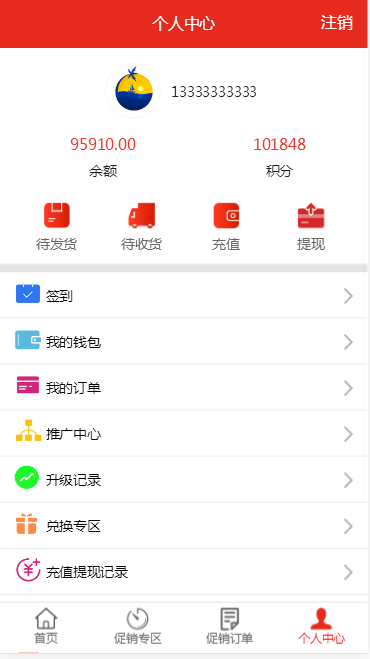 个人中心 注销
13333333333
95910.00 101848
余额 积分
待发货 待收货 充值 提现
签到
我的钱包
我的订单
推广中心
升级记录
兑换专区
充值提现记录
首页 促销专区 促销订单 个人中心